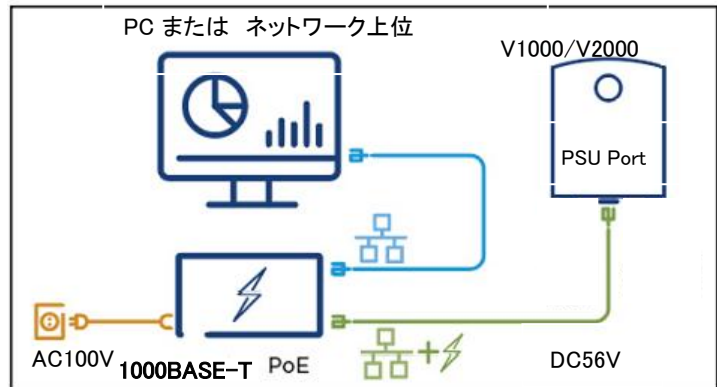 PC または ネットワーク上位
V1000/V2000
PSU Port
AC100V
1000BASE-T
PoE
DC56V